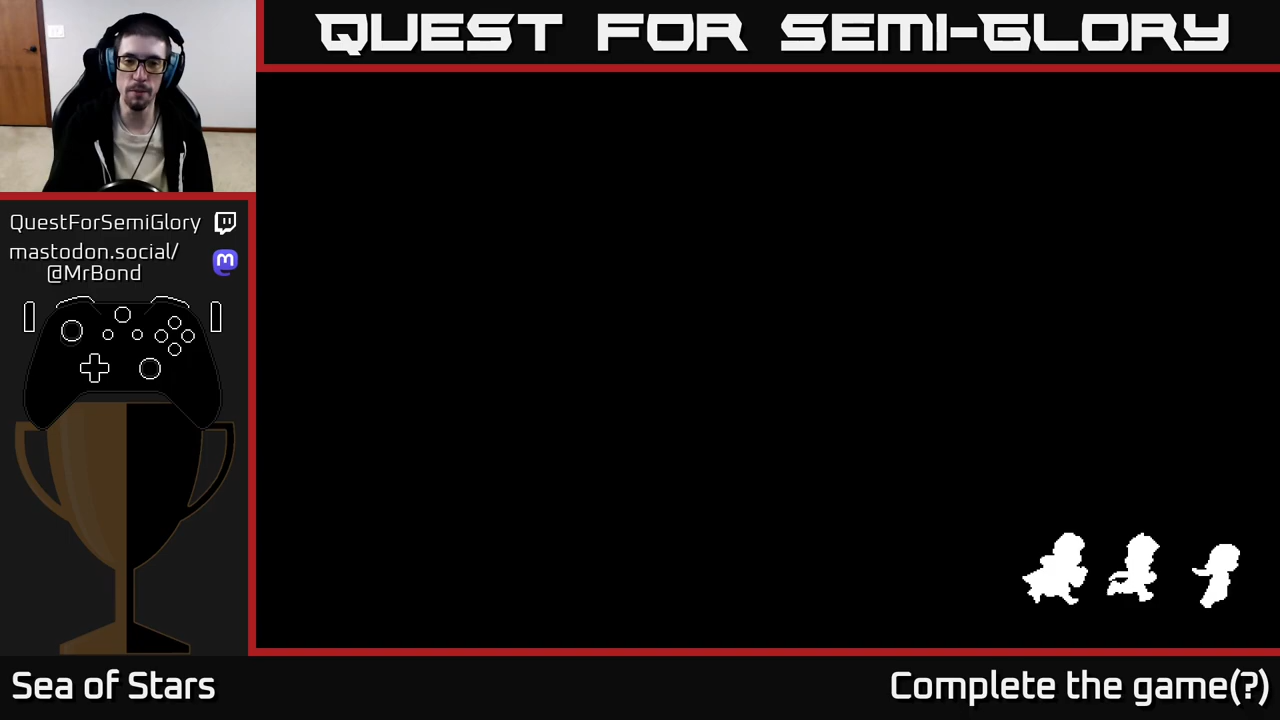 QUEST FOR SEMI-GLORY
QuestForSemiGlory
mastodon.social/
@MrBond
Sea of Stars
Complete the game(?)